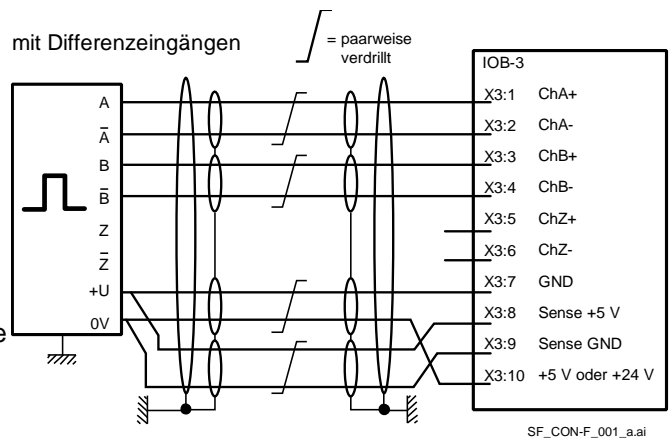 mit Differenzeingängen
= paarweise
verdrillt
IOB-3
A
A̅
B
B̅
Z
Z̅
+U
0V
e
X3:1 ChA+
X3:2 ChA-
X3:3 ChB+
X3:4 ChB-
X3:5 ChZ+
X3:6 ChZ-
X3:7 GND
X3:8 Sense +5 V
X3:9 Sense GND
X3:10 +5 V oder +24 V
SF_CON-F_001_a.ai